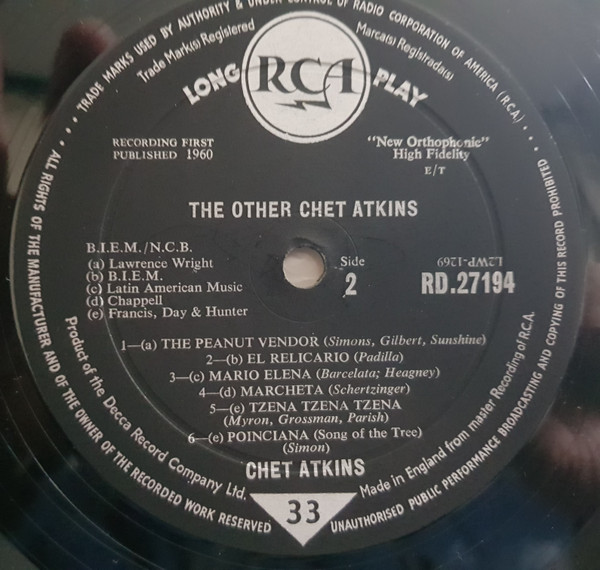 TRADE MARKS USED BY AUTHORITY & UNDER CONTROL OF RADIO CORPORATION OF AMERICA (RCA)
Trade Mark(s) Registered
Marca(s) Registrada(s)
LONG RCA PLAY
RECORDING FIRST
PUBLISHED 1960
"New Orthophonic"
High Fidelity
E/T
THE OTHER CHET ATKINS
B.I.E.M./N.C.B.
(a) Lawrence Wright
(b) B.I.E.M.
(c) Latin American Music
(d) Chappell
(e) Francis, Day & Hunter
Side
2
L2WP-1269
RD.27194
1—(a) THE PEANUT VENDOR (Simons, Gilbert, Sunshine)
2—(b) EL RELICARIO (Padilla)
3—(c) MARIO ELENA (Barcelata; Heagney)
4—(d) MARCHETA (Schertzinger)
5—(e) TZENA TZENA TZENA
(Myron, Grossman, Parish)
6—(e) POINCIANA (Song of the Tree)
(Simon)
CHET ATKINS
33
Product of the Decca Record Company Ltd.
Made in England from master Recording of R.C.A.
ALL RIGHTS OF THE MANUFACTURER AND OF THE OWNER OF THE RECORDED WORK RESERVED
UNAUTHORISED PUBLIC PERFORMANCE BROADCASTING AND COPYING OF THIS RECORD PROHIBITED